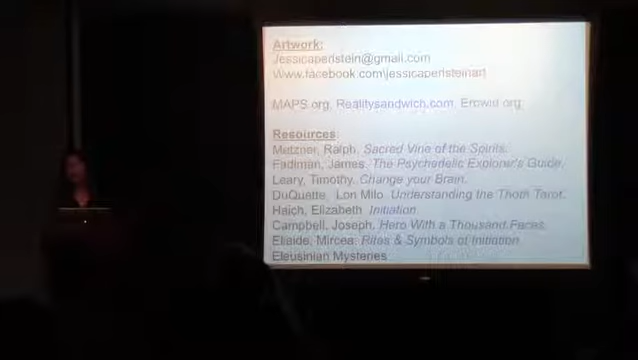 Artwork:
Jessicaperlstein@gmail.com
Www.facebook.com\jessicaperlsteinart
MAPS.org, Realitysandwich.com, Erowid.org
Resources:
Metzner, Ralph. Sacred Vine of the Spirits.
Fadiman, James. The Psychedelic Explorer's Guide.
Leary, Timothy. Change your Brain.
DuQuette, Lon Milo. Understanding the Thoth Tarot.
Haich, Elizabeth. Initiation.
Campbell, Joseph. Hero With a Thousand Faces.
Eliade, Mircea. Rites & Symbols of Initiation.
Eleusinian Mysteries